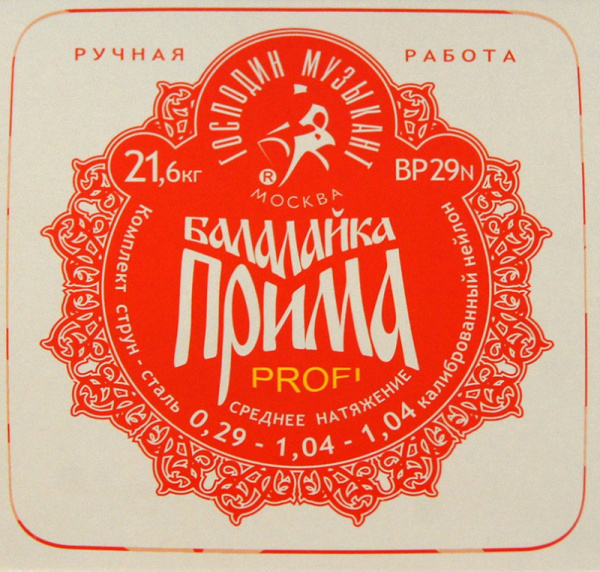 РУЧНАЯ РАБОТА
ГОСПОДИН МУЗЫКАНТ
®
МОСКВА
21,6кг
BP29N
БАЛАЛАЙКА
ПРИМА
PROFI
СРЕДНЕЕ НАТЯЖЕНИЕ
Комплект струн - сталь 0,29 - 1,04 - 1,04 калиброванный нейлон